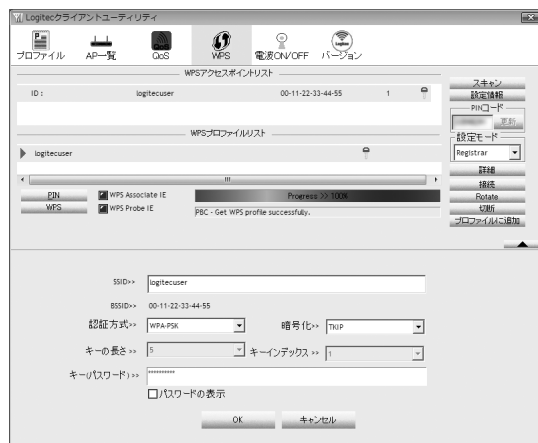 Logitecクライアントユーティリティ
プロファイル AP一覧 QoS WPS 電波ON/OFF バージョン
WPSアクセスポイントリスト
ID : logitecuser 00-11-22-33-44-55 1
WPSプロファイルリスト
logitecuser
スキャン
設定情報
PINコード
更新
設定モード
Registrar
詳細
接続
Rotate
切断
プロファイルに追加
PIN WPS Associate IE Progress >> 100%
WPS WPS Probe IE PBC - Get WPS profile successfully.
SSID>> logitecuser
BSSID>> 00-11-22-33-44-55
認証方式>> WPA-PSK 暗号化>> TKIP
キーの長さ>> 5 キーインデックス >> 1
キー(パスワード)>> **********
パスワードの表示
OK キャンセル